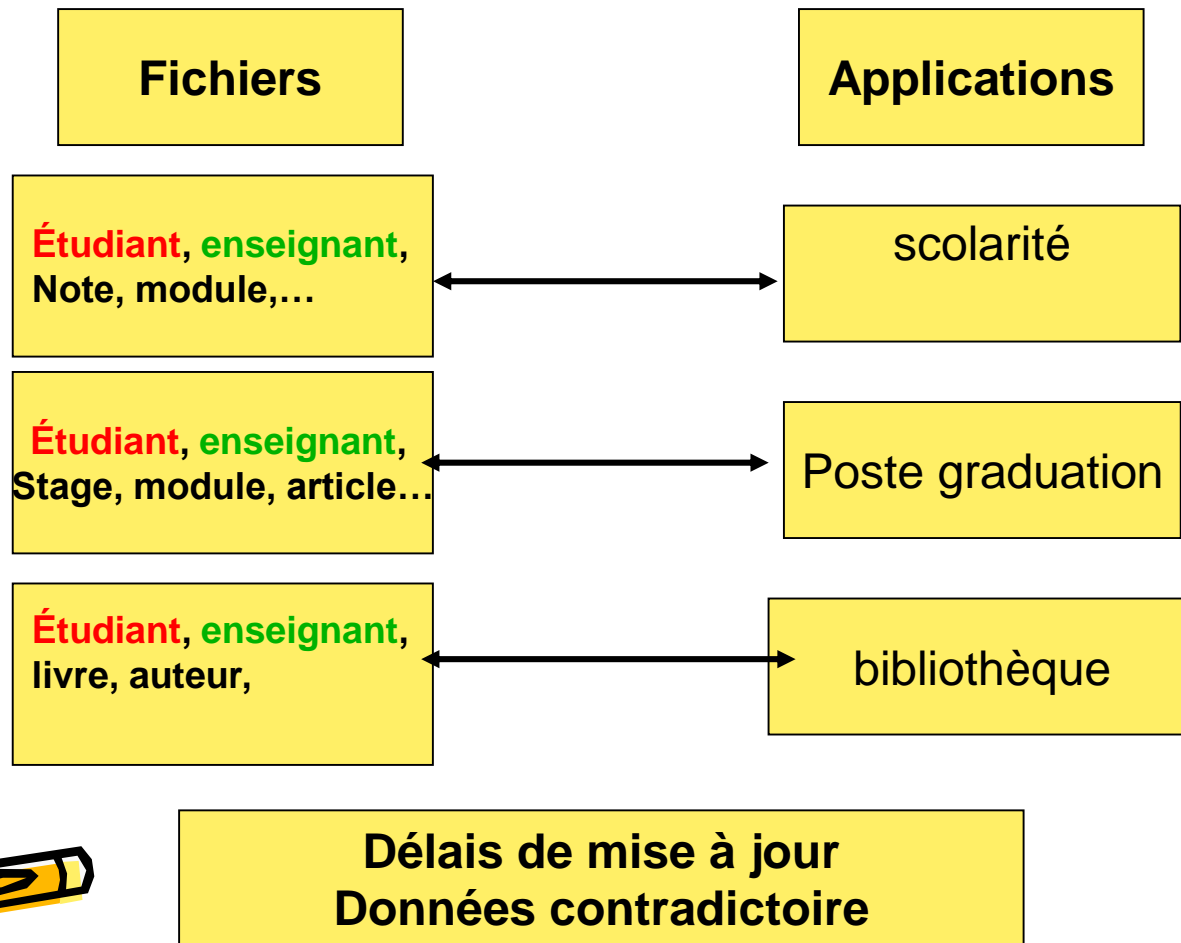 Fichiers
Applications
Étudiant, enseignant,
Note, module,…
scolarité
Étudiant, enseignant,
Stage, module, article…
Poste graduation
Étudiant, enseignant,
livre, auteur,
bibliothèque
Délais de mise à jour
Données contradictoire